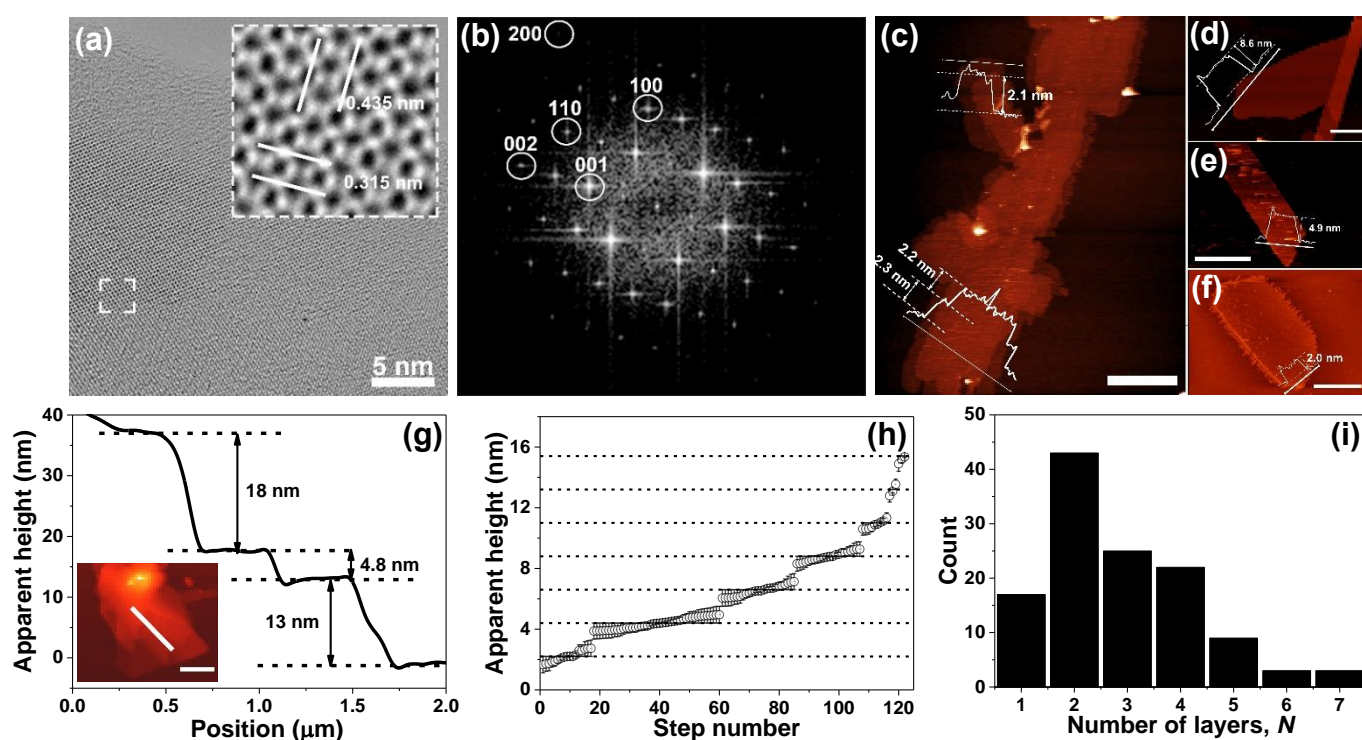 (a)
0.435 nm
0.315 nm
5 nm
(b)
200
100
110
002
001
(c)
2.1 nm
2.2 nm
2.3 nm
(d)
8.6 nm
(e)
4.9 nm
(f)
2.0 nm
(g)
Apparent height (nm)
40
30
20
10
0
18 nm
4.8 nm
13 nm
0.0 0.5 1.0 1.5 2.0
Position (μm)
(h)
Apparent height (nm)
16
12
8
4
0
0 20 40 60 80 100 120
Step number
(i)
Count
50
40
30
20
10
0
1 2 3 4 5 6 7
Number of layers, N